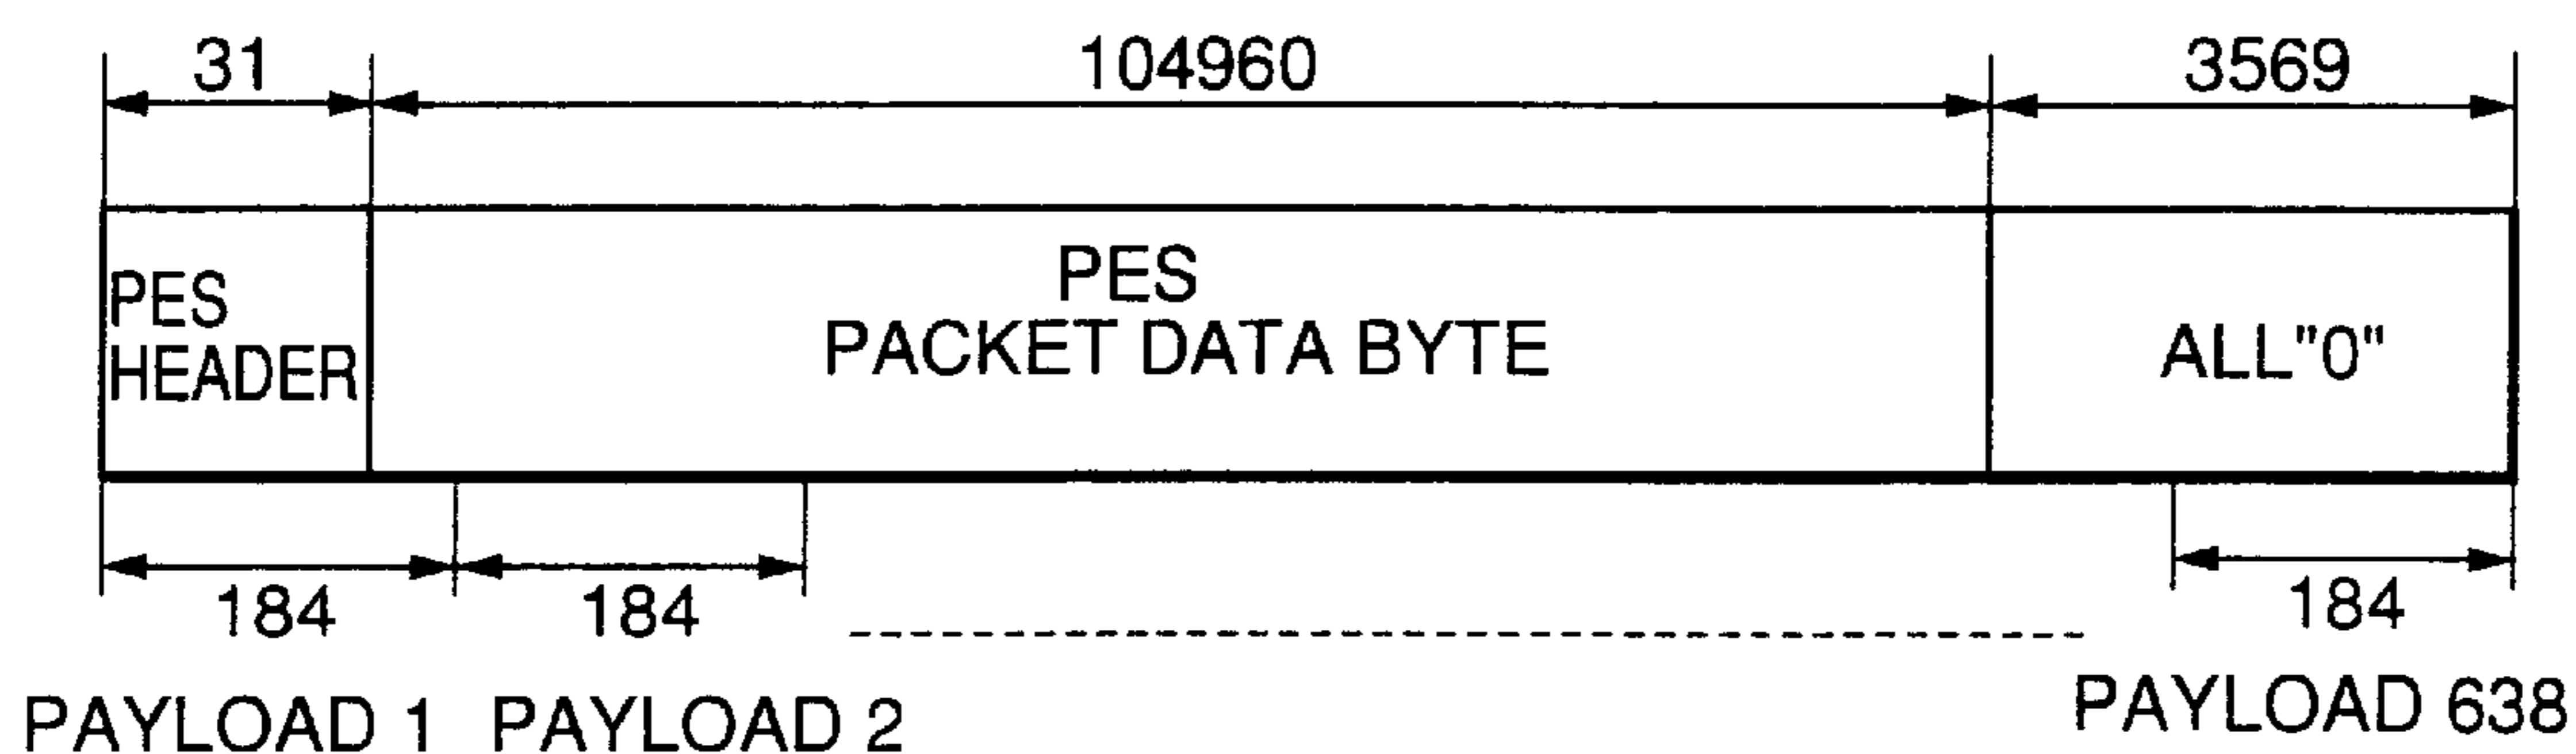 31 104960 3569
PES
HEADER
PES
PACKET DATA BYTE
ALL"0"
184 184 184
PAYLOAD 1 PAYLOAD 2 PAYLOAD 638